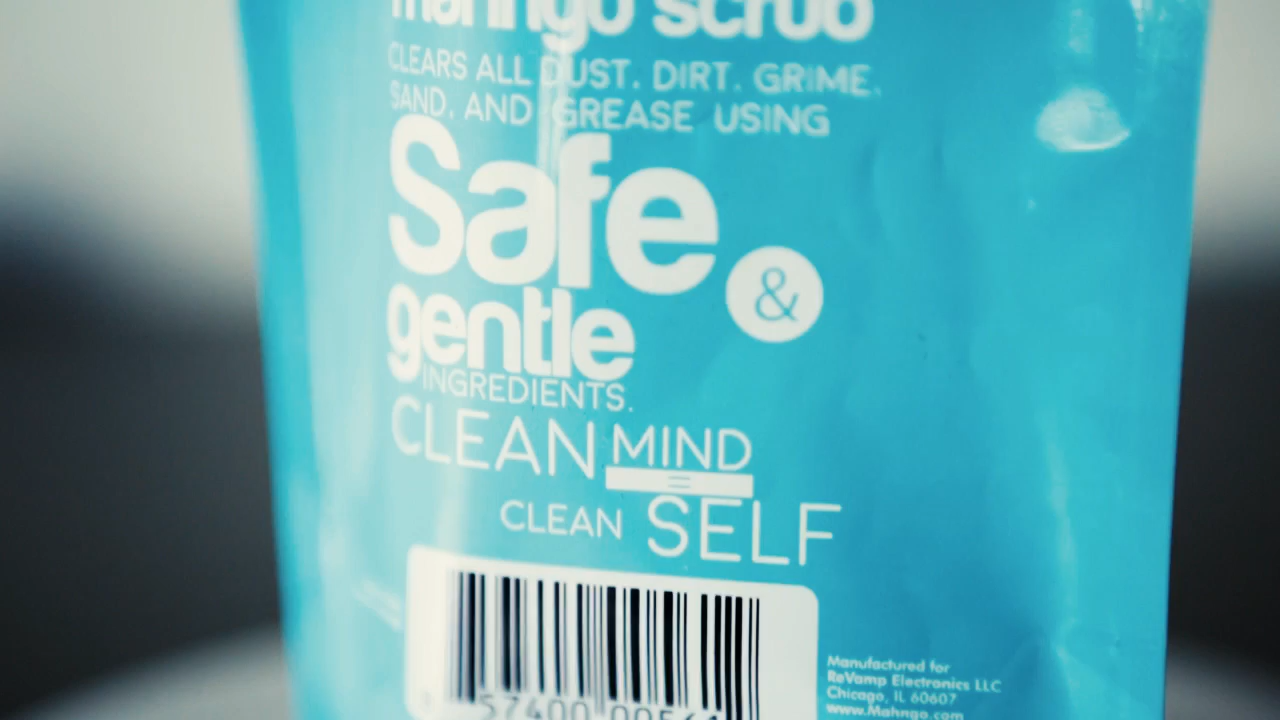 mahngo scrub
CLEARS ALL DUST. DIRT. GRIME.
SAND. AND GREASE USING
Safe &
gentle
INGREDIENTS.
CLEAN MIND
=
CLEAN SELF
Manufactured for
ReVamp Electronics LLC
Chicago, IL 60607
www.Mahngo.com